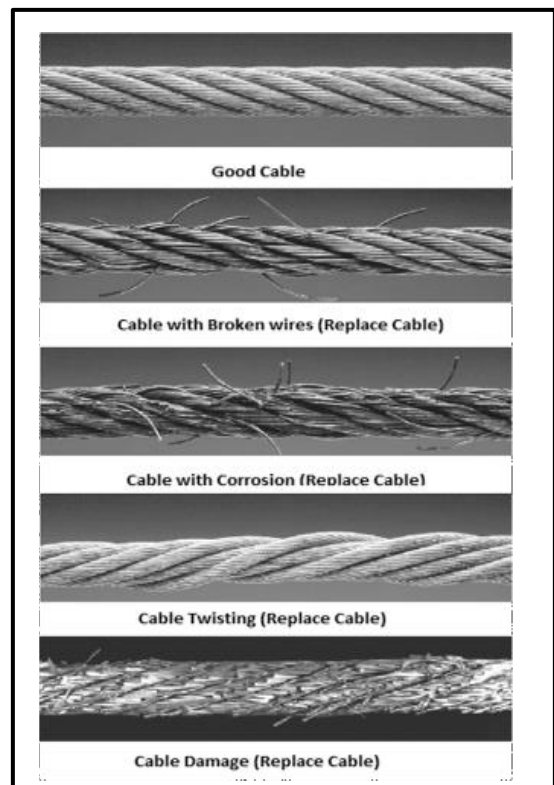 Good Cable
Cable with Broken wires (Replace Cable)
Cable with Corrosion (Replace Cable)
Cable Twisting (Replace Cable)
Cable Damage (Replace Cable)